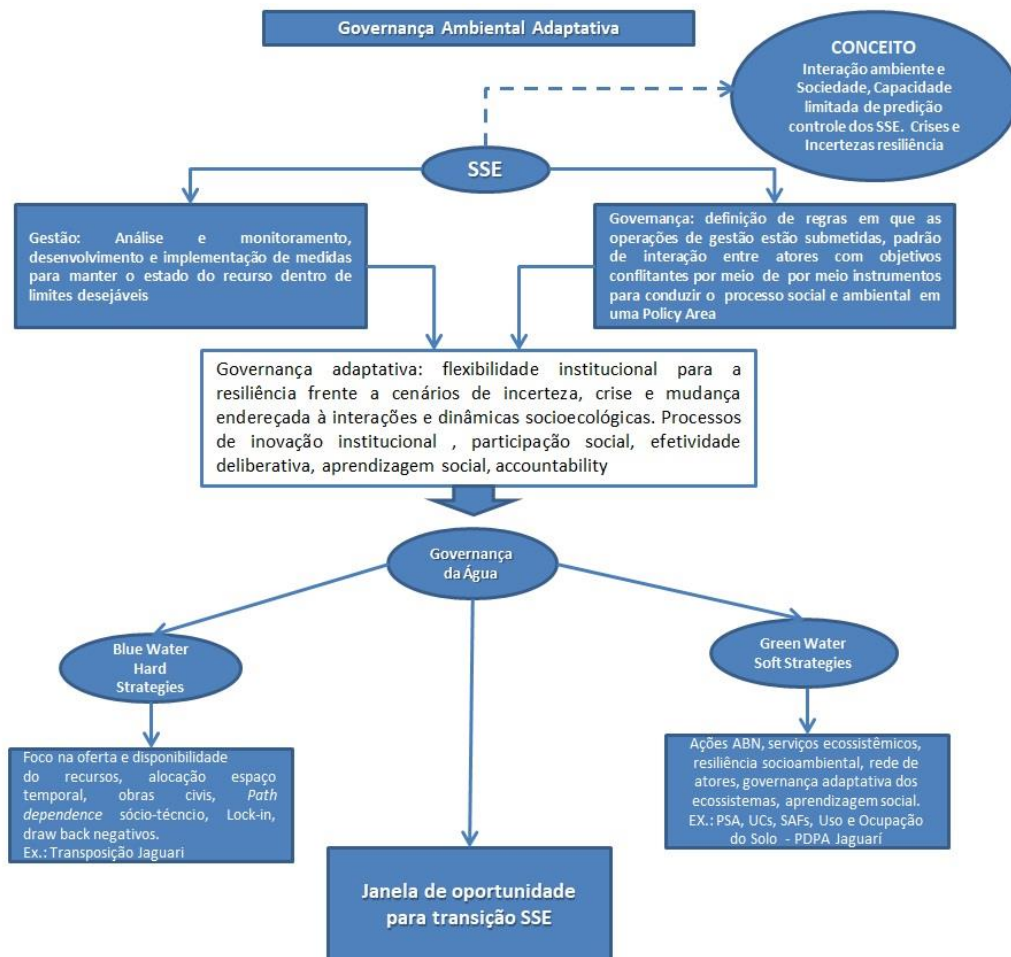 Governança Ambiental Adaptativa
CONCEITO
Interação ambiente e
Sociedade, Capacidade
limitada de predição
controle dos SSE. Crises e
Incertezas resiliência
SSE
Gestão: Análise e monitoramento,
desenvolvimento e implementação de medidas
para manter o estado do recurso dentro de
limites desejáveis
Governança: definição de regras em que as
operações de gestão estão submetidas, padrão
de interação entre atores com objetivos
conflitantes por meio de por meio instrumentos
para conduzir o processo social e ambiental em
uma Policy Area
Governança adaptativa: flexibilidade institucional para a
resiliência frente a cenários de incerteza, crise e mudança
endereçada à interações e dinâmicas socioecológicas. Processos
de inovação institucional , participação social, efetividade
deliberativa, aprendizagem social, accountability
Governança
da Água
Blue Water
Hard
Strategies
Green Water
Soft Strategies
Foco na oferta e disponibilidade
do recursos, alocação espaço
temporal, obras civis, Path
dependence sócio-técncio, Lock-in,
draw back negativos.
Ex.: Transposição Jaguari
Ações ABN, serviços ecossistêmicos,
resiliência socioambiental, rede de
atores, governança adaptativa dos
ecossistemas, aprendizagem social.
EX.: PSA, UCs, SAFs, Uso e Ocupação
do Solo - PDPA Jaguarí
Janela de oportunidade
para transição SSE